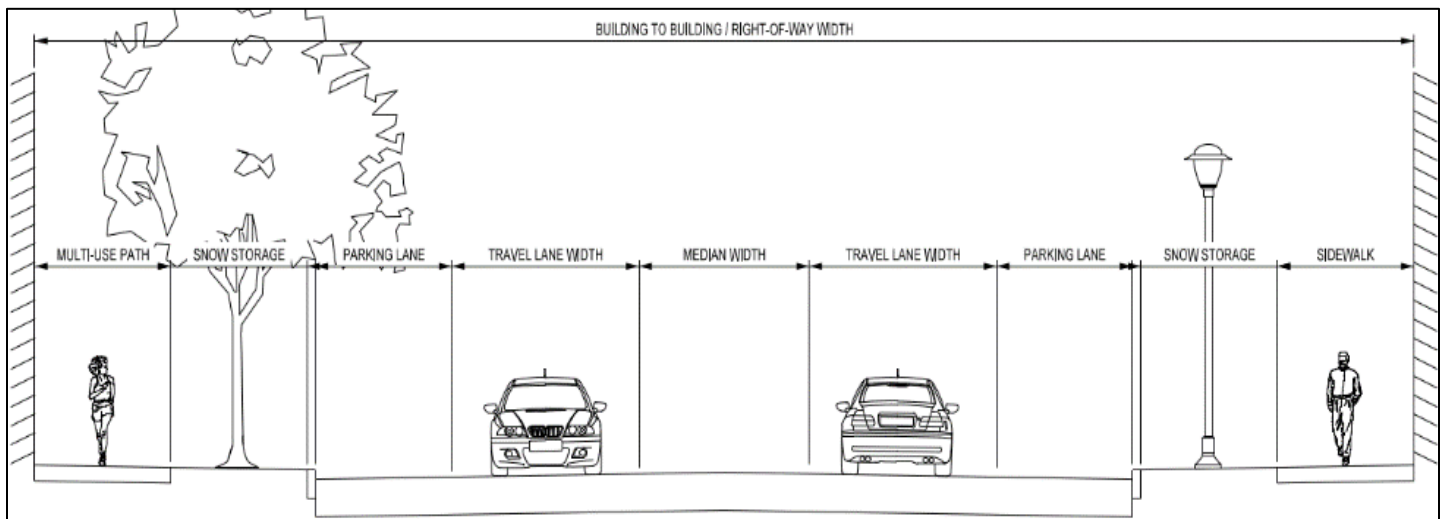 BUILDING TO BUILDING / RIGHT-OF-WAY WIDTH
MULTI-USE PATH
SNOW STORAGE
PARKING LANE
TRAVEL LANE WIDTH
MEDIAN WIDTH
TRAVEL LANE WIDTH
PARKING LANE
SNOW STORAGE
SIDEWALK